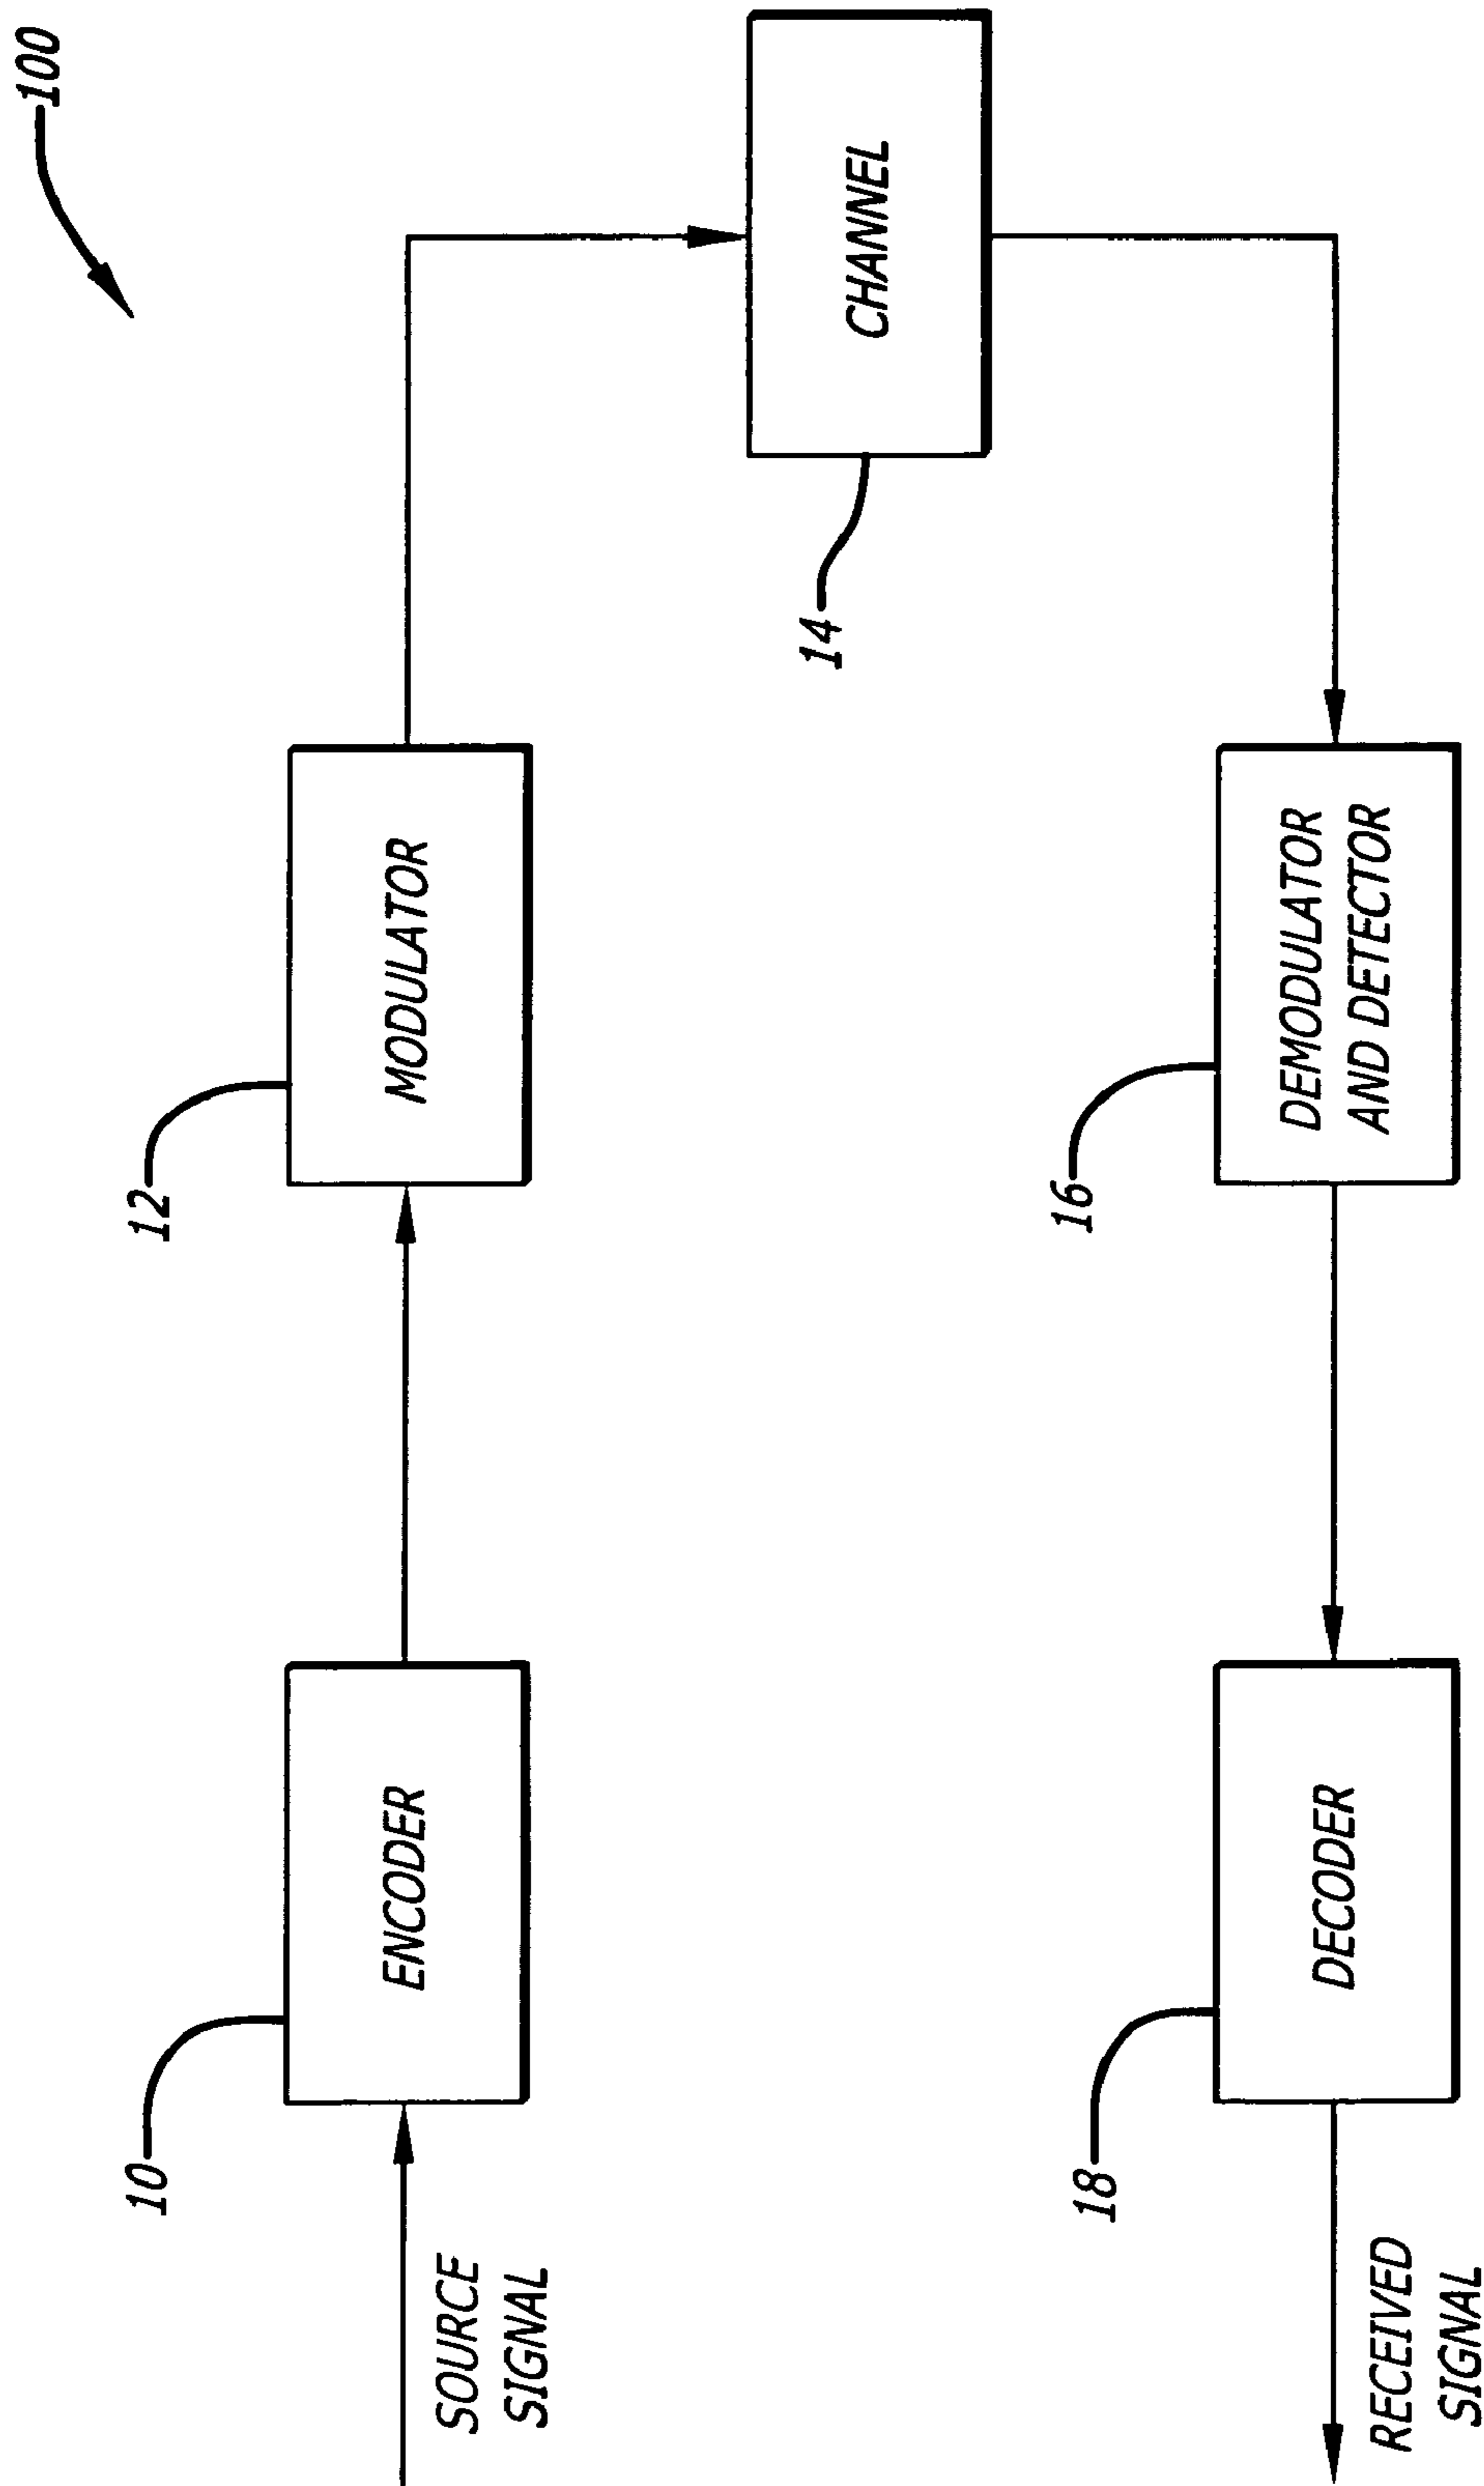 100
12
MODULATOR
10
ENCODER
SOURCE
SIGNAL
14
CHANNEL
16
DEMODULATOR
AND DETECTOR
18
DECODER
RECEIVED
SIGNAL